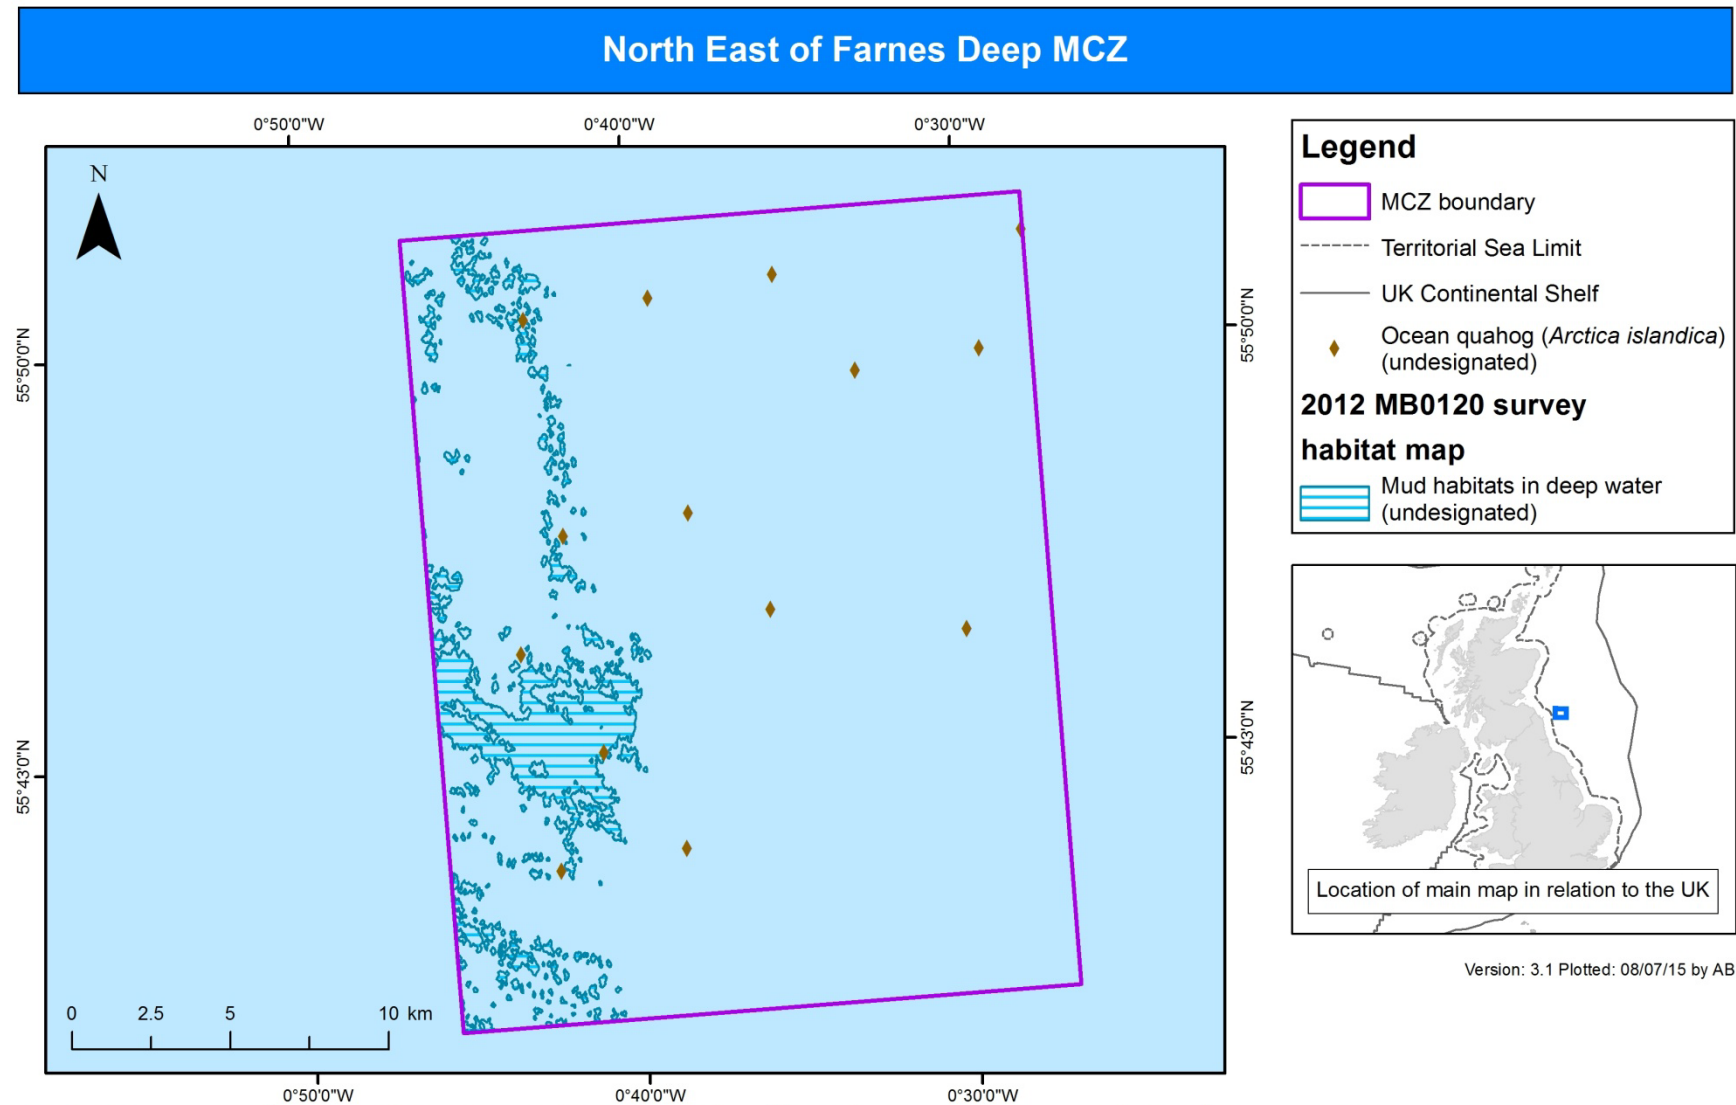 North East of Farnes Deep MCZ
0°50'0"W
0°40'0"W
0°30'0"W
N
55°50'0"N
55°43'0"N
55°50'0"N
55°43'0"N
0 2.5 5 10 km
0°50'0"W
0°40'0"W
0°30'0"W
Legend
MCZ boundary
Territorial Sea Limit
UK Continental Shelf
Ocean quahog (Arctica islandica)
(undesignated)
2012 MB0120 survey
habitat map
Mud habitats in deep water
(undesignated)
Location of main map in relation to the UK
Version: 3.1 Plotted: 08/07/15 by AB